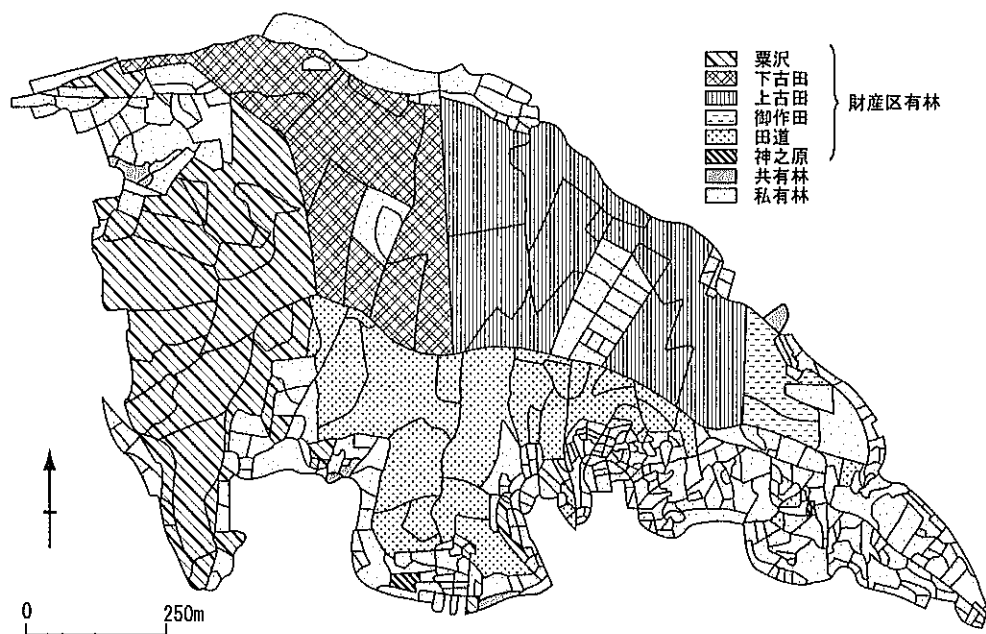 粟沢
下古田
上古田
御作田
田道
神之原
共有林
私有林
財産区有林
0 250m